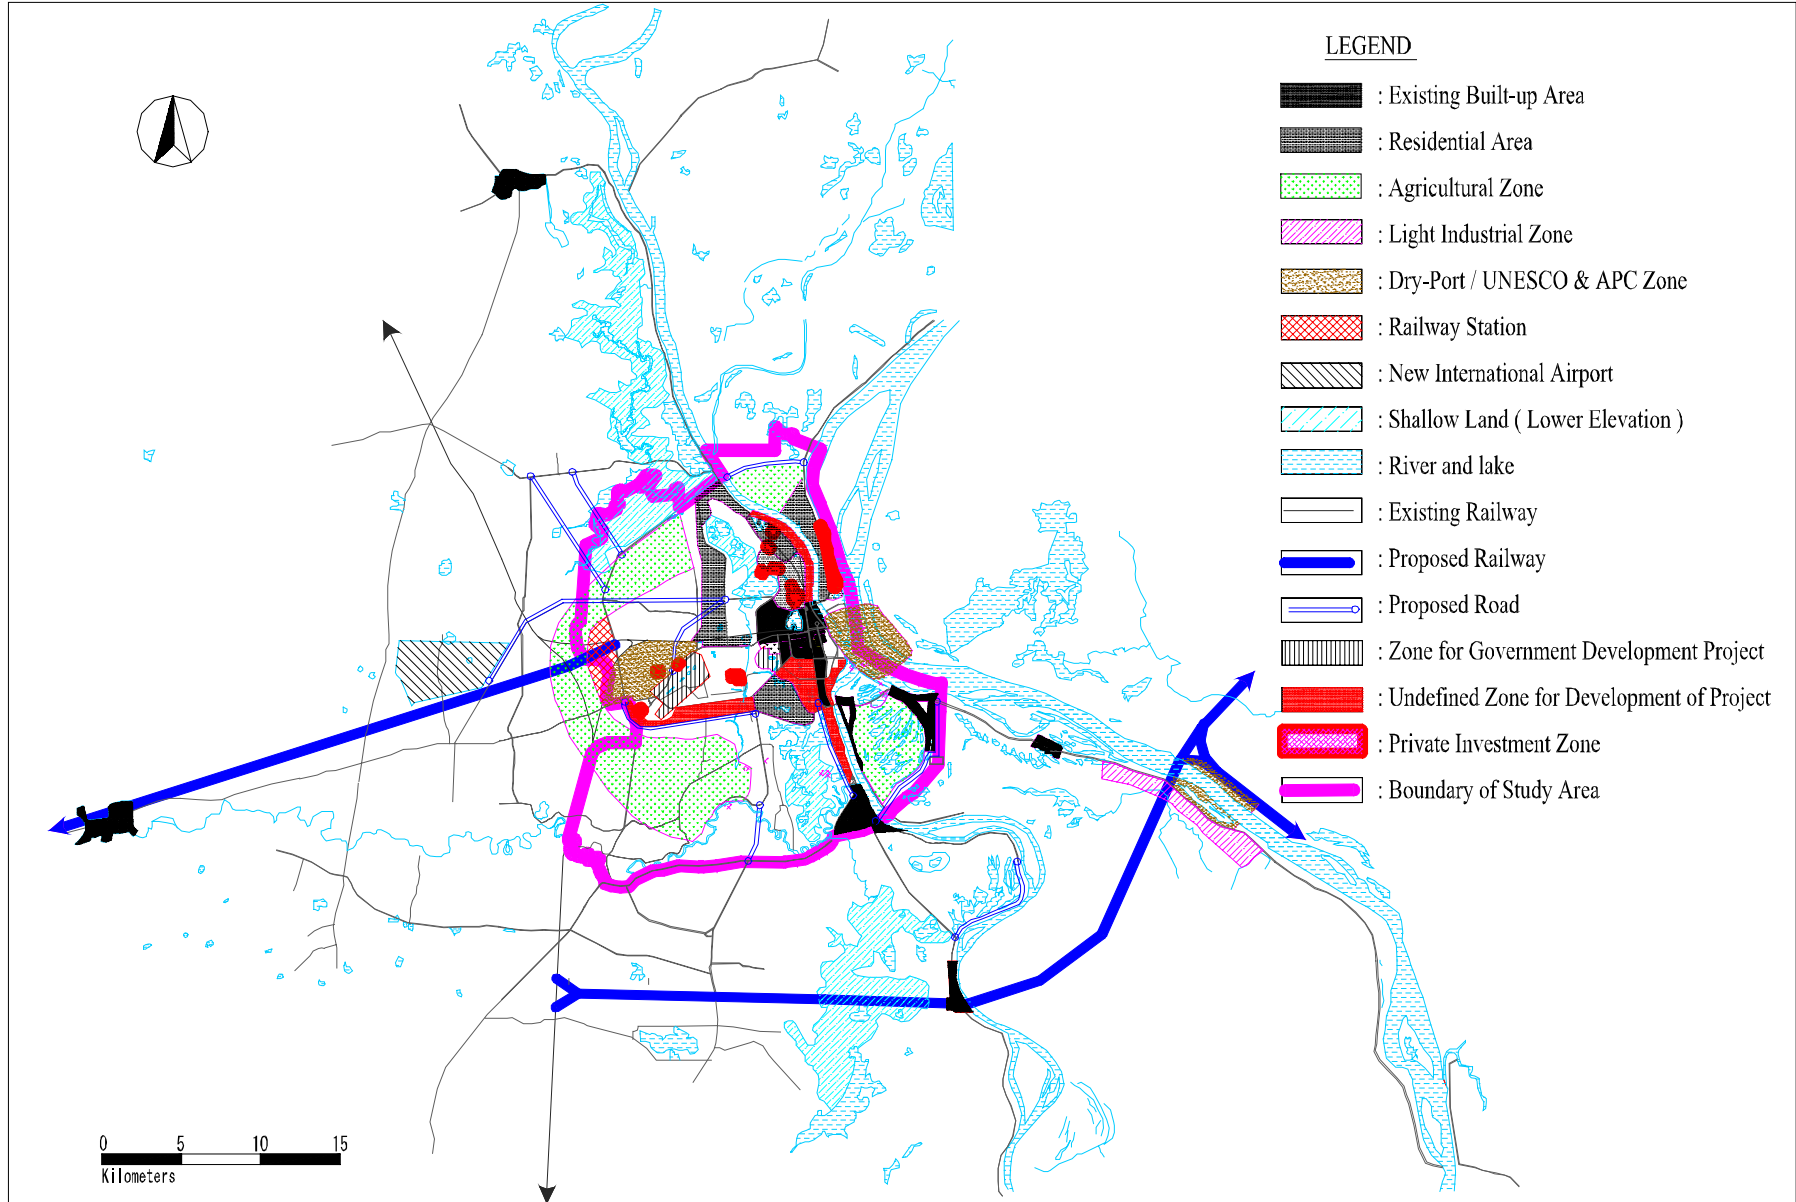 LEGEND
: Existing Built-up Area
: Residential Area
: Agricultural Zone
: Light Industrial Zone
: Dry-Port / UNESCO & APC Zone
: Railway Station
: New International Airport
: Shallow Land ( Lower Elevation )
: River and lake
: Existing Railway
: Proposed Railway
: Proposed Road
: Zone for Government Development Project
: Undefined Zone for Development of Project
: Private Investment Zone
: Boundary of Study Area
0 5 10 15
Kilometers